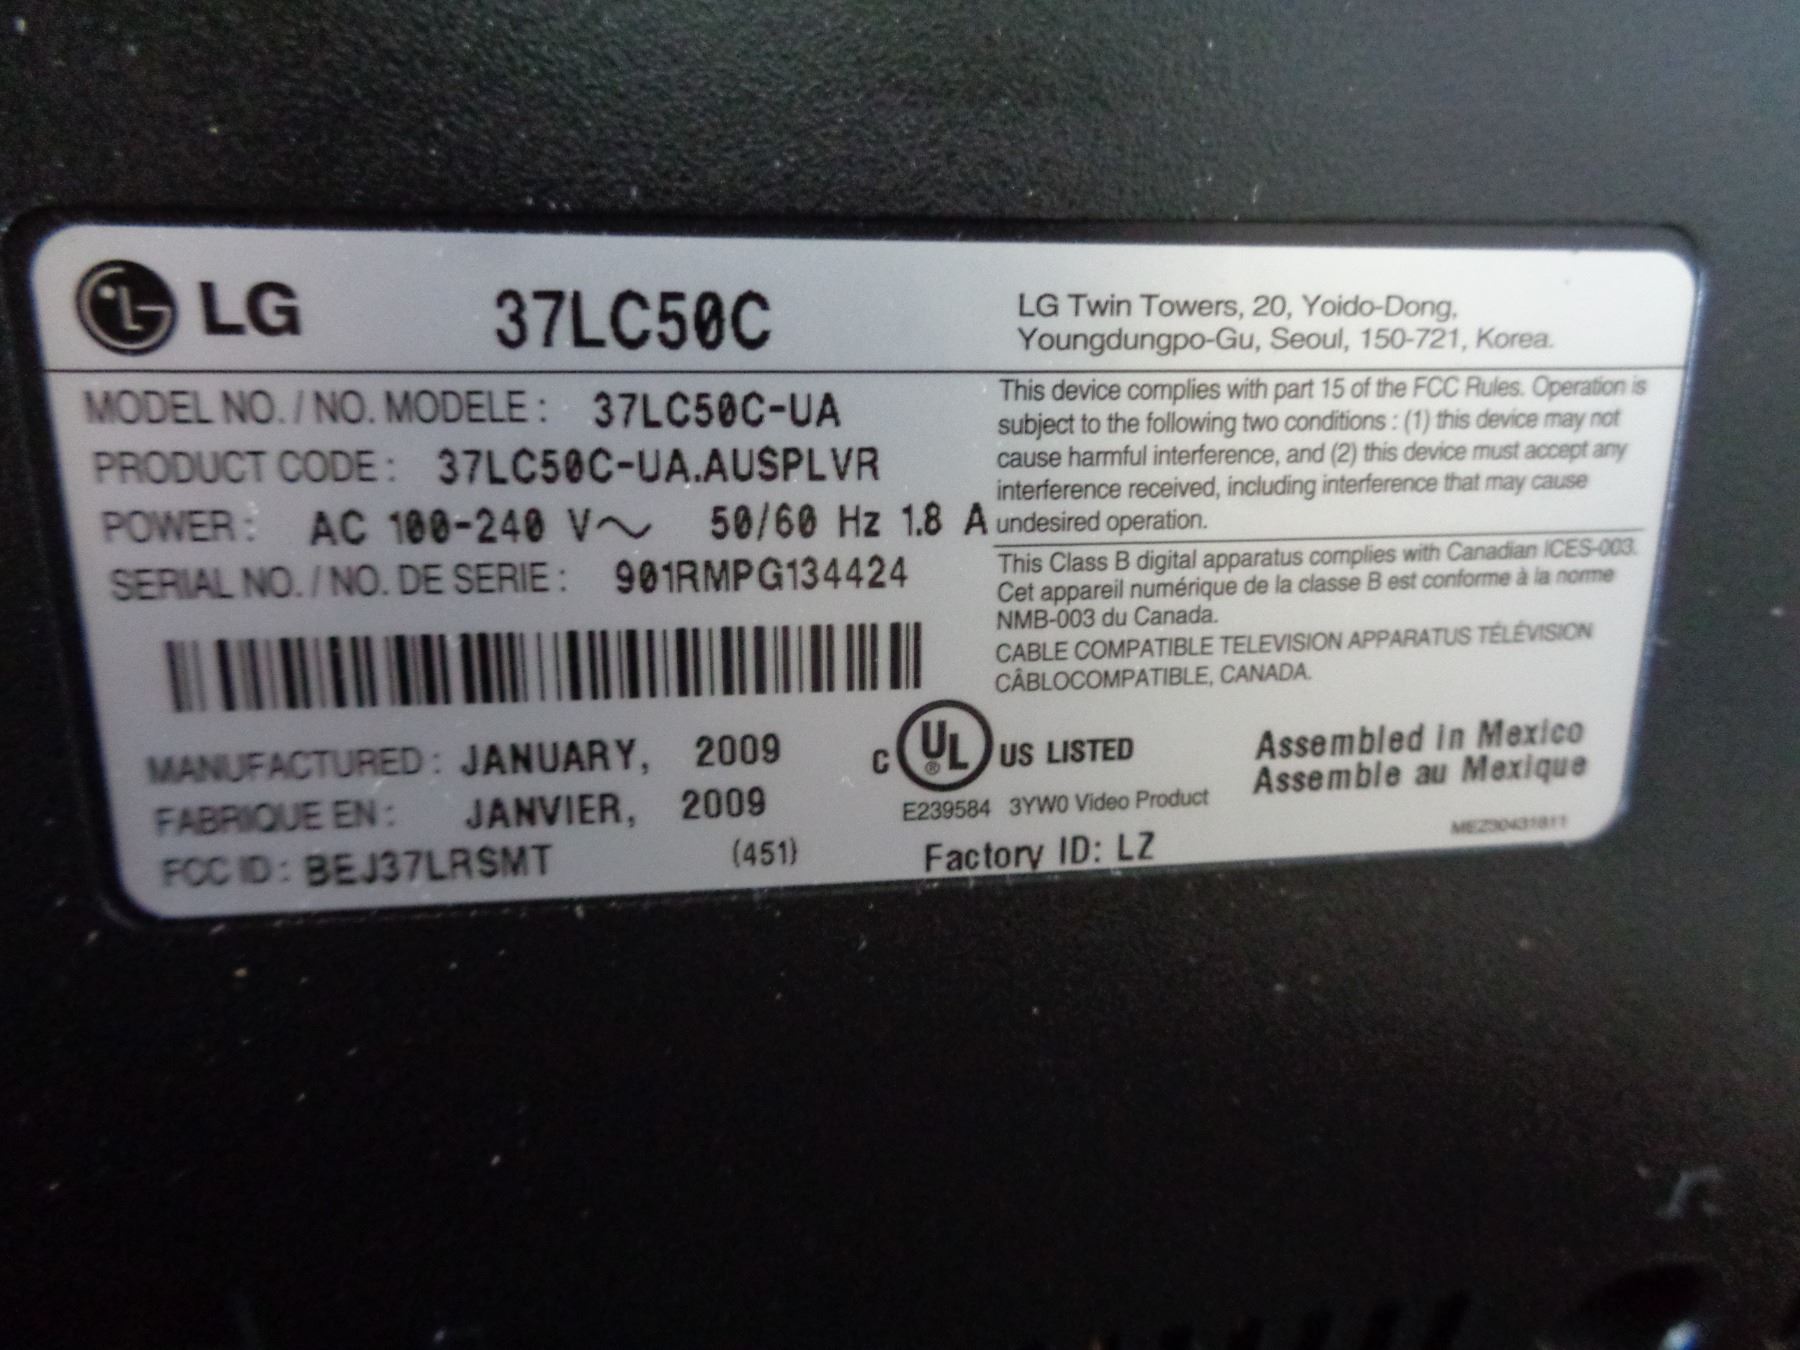 LG 37LC50C
LG Twin Towers, 20, Yoido-Dong,
Youngdungpo-Gu, Seoul, 150-721, Korea.
MODEL NO. / NO. MODELE : 37LC50C-UA
PRODUCT CODE : 37LC50C-UA.AUSPLVR
POWER : AC 100-240 V~ 50/60 Hz 1.8 A
SERIAL NO. / NO. DE SERIE : 901RMPG134424
This device complies with part 15 of the FCC Rules. Operation is
subject to the following two conditions : (1) this device may not
cause harmful interference, and (2) this device must accept any
interference received, including interference that may cause
undesired operation.
This Class B digital apparatus complies with Canadian ICES-003.
Cet appareil numérique de la classe B est conforme à la norme
NMB-003 du Canada.
CABLE COMPATIBLE TELEVISION APPARATUS TÉLÉVISION
CÂBLOCOMPATIBLE, CANADA.
MANUFACTURED : JANUARY, 2009
FABRIQUE EN : JANVIER, 2009
FCC ID : BEJ37LRSMT (451)
C UL ® US LISTED
E239584 3YW0 Video Product
Factory ID: LZ
Assembled in Mexico
Assemble au Mexique
MEZ30431811